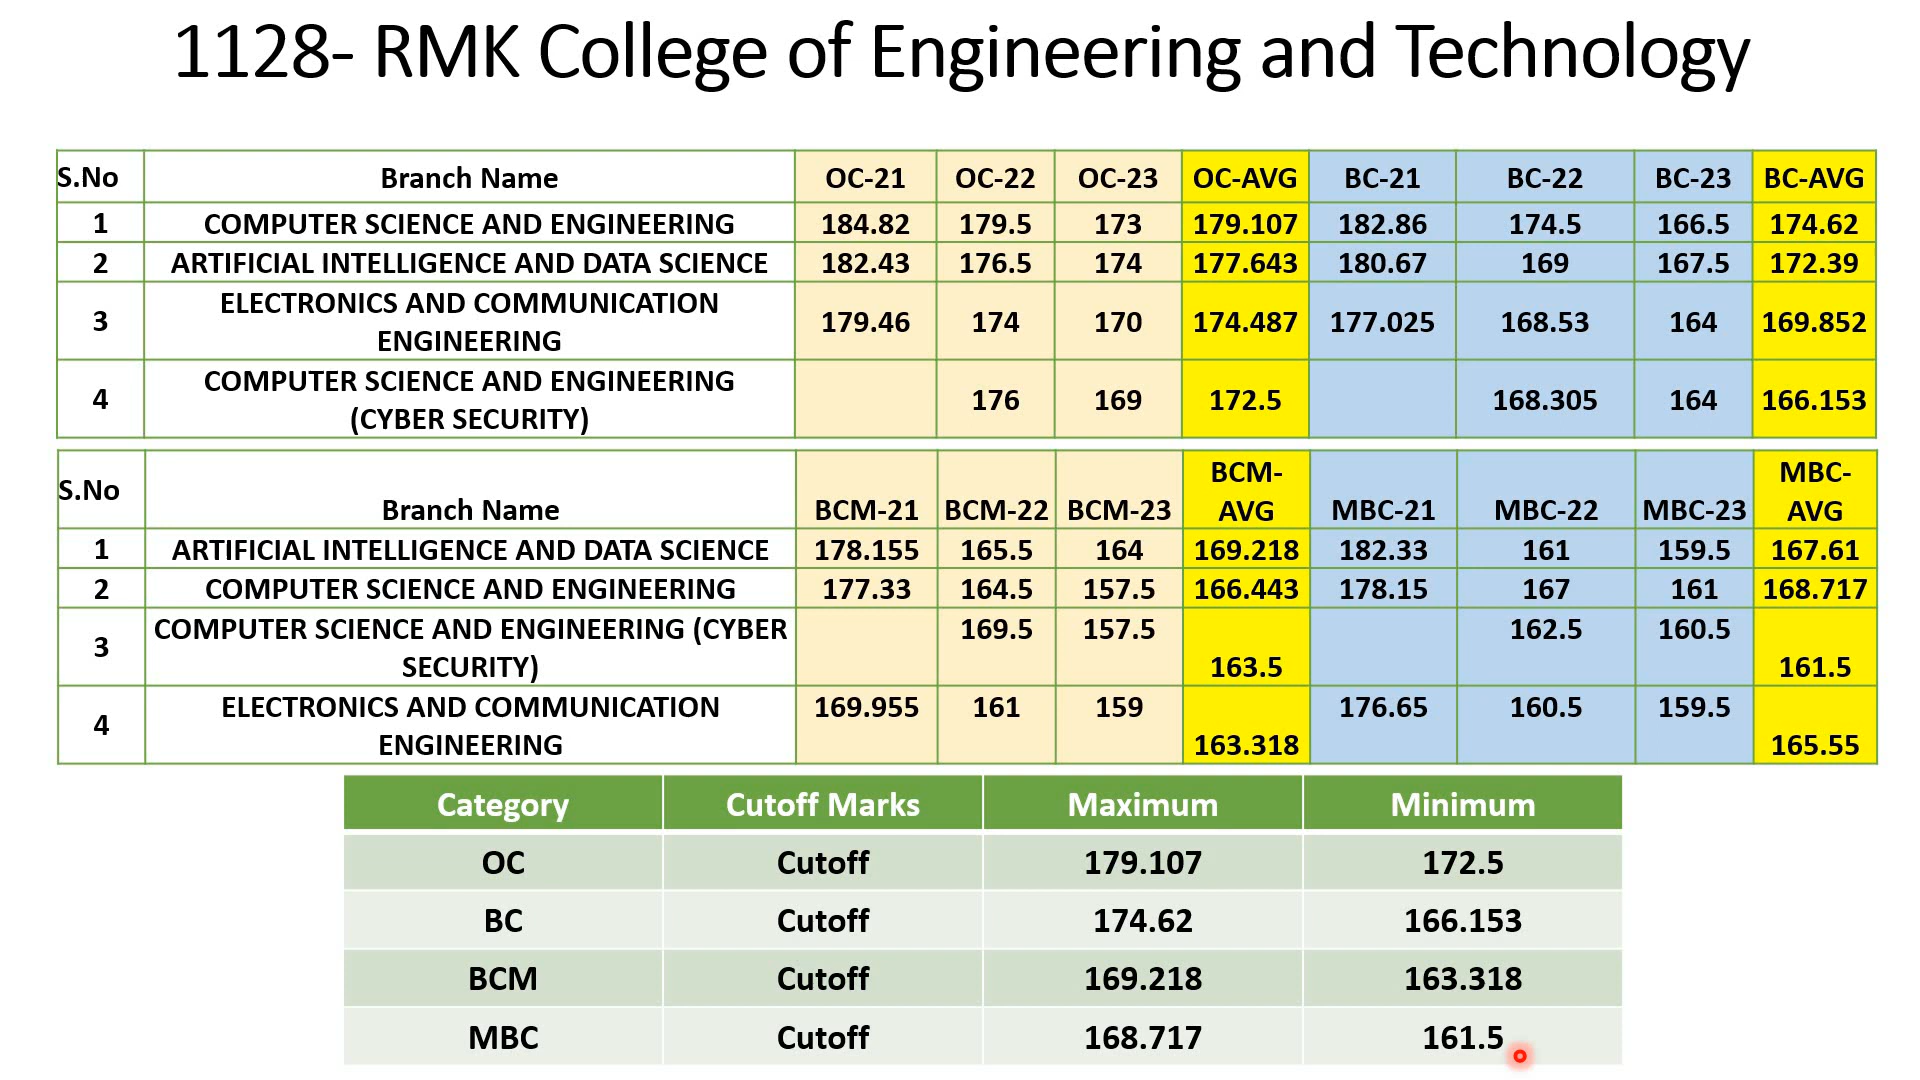 1128- RMK College of Engineering and Technology
S.No Branch Name OC-21 OC-22 OC-23 OC-AVG BC-21 BC-22 BC-23 BC-AVG
1 COMPUTER SCIENCE AND ENGINEERING 184.82 179.5 173 179.107 182.86 174.5 166.5 174.62
2 ARTIFICIAL INTELLIGENCE AND DATA SCIENCE 182.43 176.5 174 177.643 180.67 169 167.5 172.39
3 ELECTRONICS AND COMMUNICATION
ENGINEERING 179.46 174 170 174.487 177.025 168.53 164 169.852
4 COMPUTER SCIENCE AND ENGINEERING
(CYBER SECURITY) 176 169 172.5 168.305 164 166.153
S.No Branch Name BCM-21 BCM-22 BCM-23 BCM-
AVG MBC-21 MBC-22 MBC-23 MBC-
AVG
1 ARTIFICIAL INTELLIGENCE AND DATA SCIENCE 178.155 165.5 164 169.218 182.33 161 159.5 167.61
2 COMPUTER SCIENCE AND ENGINEERING 177.33 164.5 157.5 166.443 178.15 167 161 168.717
3 COMPUTER SCIENCE AND ENGINEERING (CYBER
SECURITY) 169.5 157.5 163.5 162.5 160.5 161.5
4 ELECTRONICS AND COMMUNICATION
ENGINEERING 169.955 161 159 163.318 176.65 160.5 159.5 165.55
Category Cutoff Marks Maximum Minimum
OC Cutoff 179.107 172.5
BC Cutoff 174.62 166.153
BCM Cutoff 169.218 163.318
MBC Cutoff 168.717 161.5